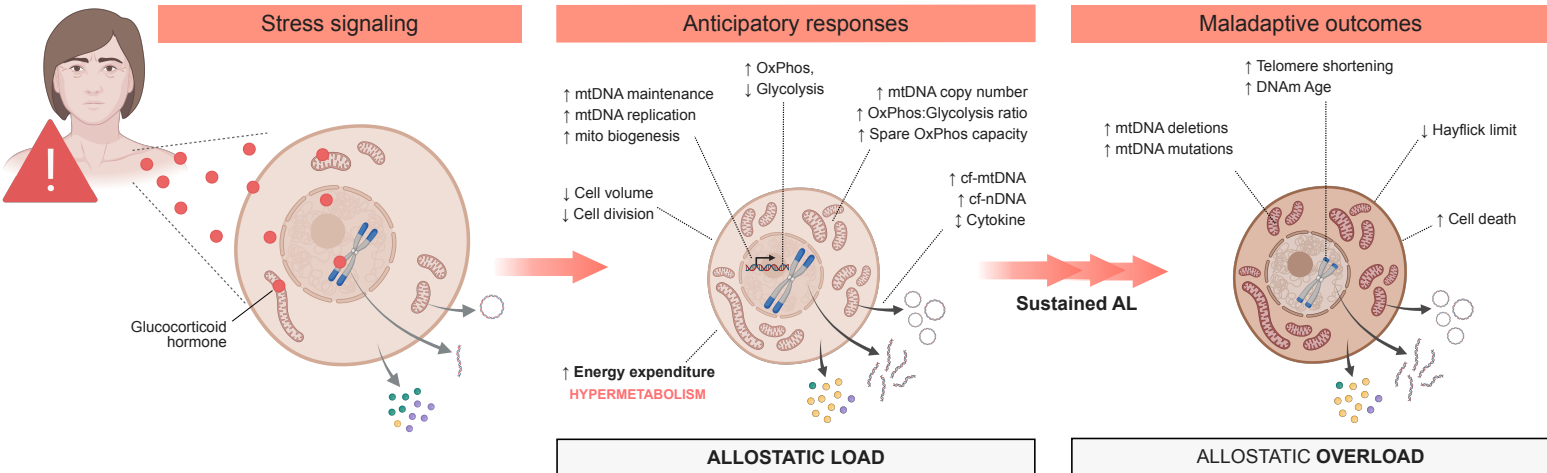 Stress signaling
!
Glucocorticoid
hormone
Anticipatory responses
↑ mtDNA maintenance
↑ mtDNA replication
↑ mito biogenesis
↑ OxPhos,
↓ Glycolysis
↑ mtDNA copy number
↑ OxPhos:Glycolysis ratio
↑ Spare OxPhos capacity
↓ Cell volume
↓ Cell division
↑ cf-mtDNA
↑ cf-nDNA
↕ Cytokine
↑ Energy expenditure
HYPERMETABOLISM
ALLOSTATIC LOAD
Sustained AL
Maladaptive outcomes
↑ Telomere shortening
↑ DNAm Age
↑ mtDNA deletions
↑ mtDNA mutations
↓ Hayflick limit
↑ Cell death
ALLOSTATIC OVERLOAD